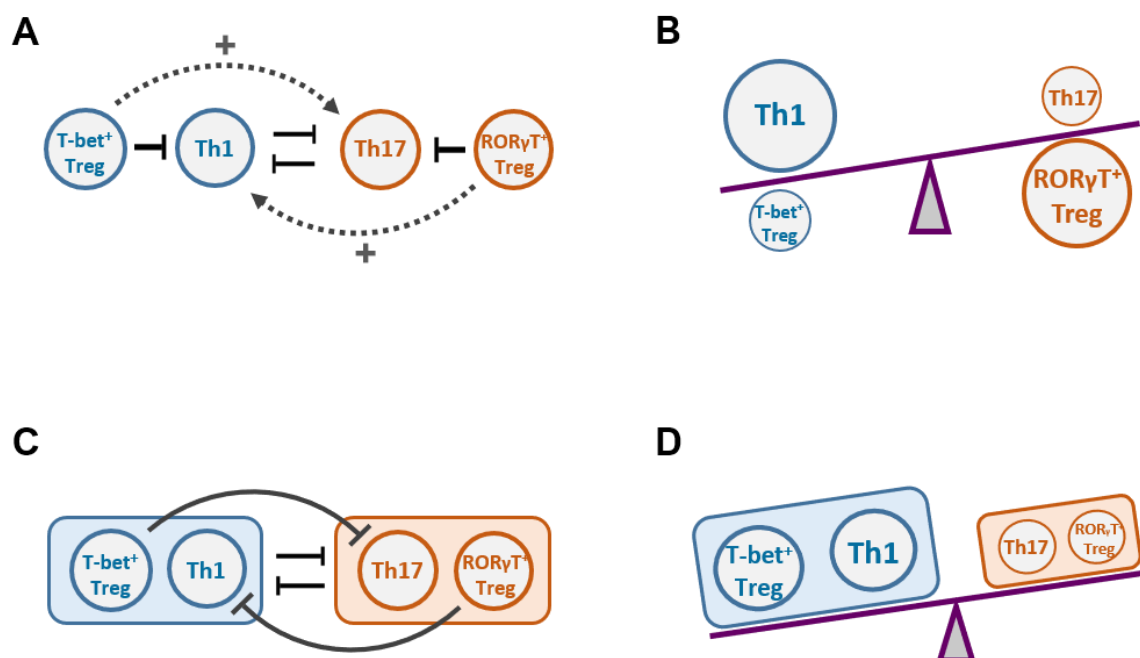 A
+
T-bet⁺
Treg
Th1
Th17
RORγT⁺
Treg
+
B
Th1
Th17
T-bet⁺
Treg
RORγT⁺
Treg
C
T-bet⁺
Treg
Th1
Th17
RORγT⁺
Treg
D
T-bet⁺
Treg
Th1
Th17
RORγT⁺
Treg